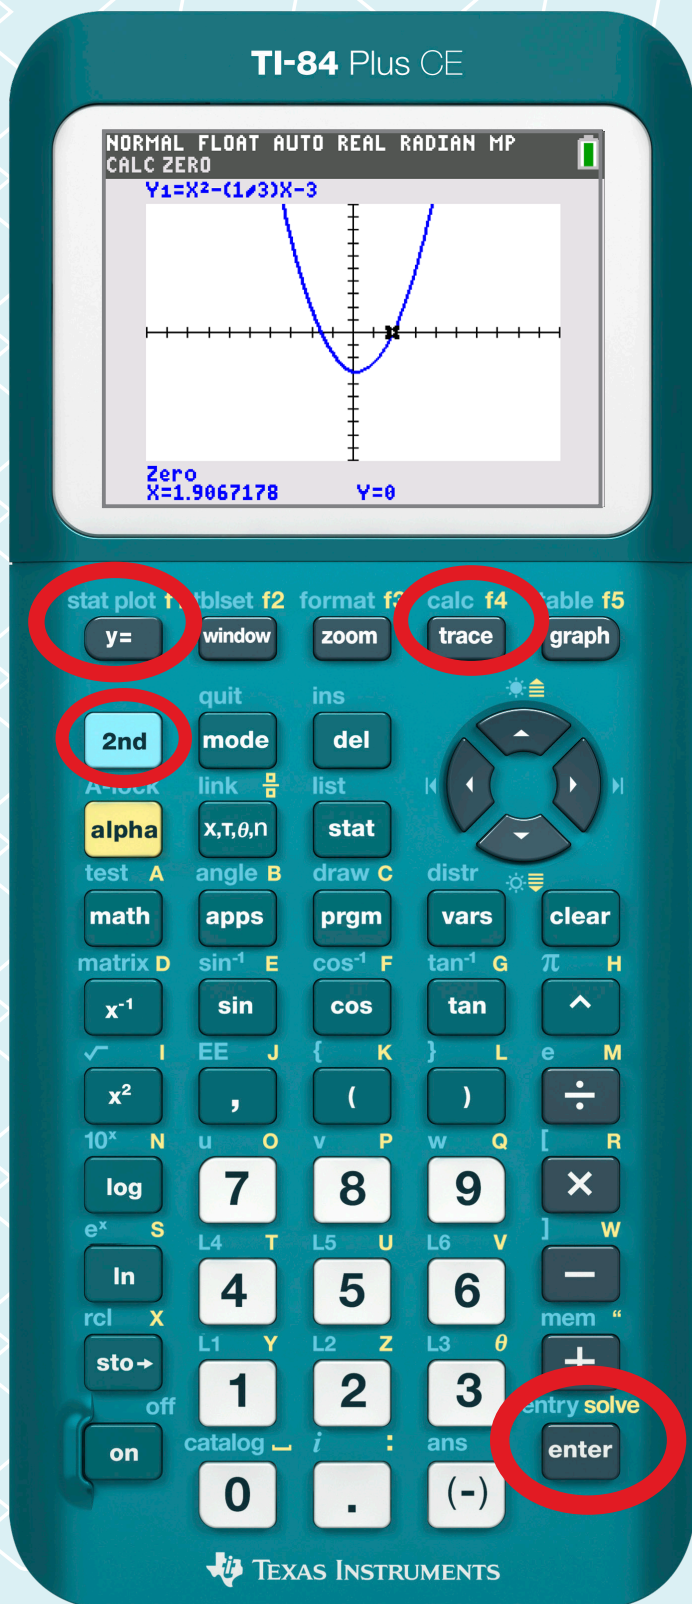 TI-84 Plus CE
NORMAL FLOAT AUTO REAL RADIAN MP
CALC ZERO
Y1=X²-(1/3)X-3
Zero
X=1.9067178 Y=0
stat plot f1 tblset f2 format f3 calc f4 table f5
y= window zoom trace graph
quit ins
2nd mode del
A-lock link list
alpha X,T,θ,n stat
test A angle B draw C distr
math apps prgm vars clear
matrix D sin⁻¹ E cos⁻¹ F tan⁻¹ G π H
x⁻¹ sin cos tan ^
√ I EE J { K } L e M
x² , ( ) ÷
10ˣ N u O v P w Q [ R
log 7 8 9 ×
eˣ S L4 T L5 U L6 V ] W
ln 4 5 6 −
rcl X L1 Y L2 Z L3 θ mem “
sto→ 1 2 3 +
off catalog ⎵ i : ans entry solve
on 0 . (-) enter
TEXAS INSTRUMENTS